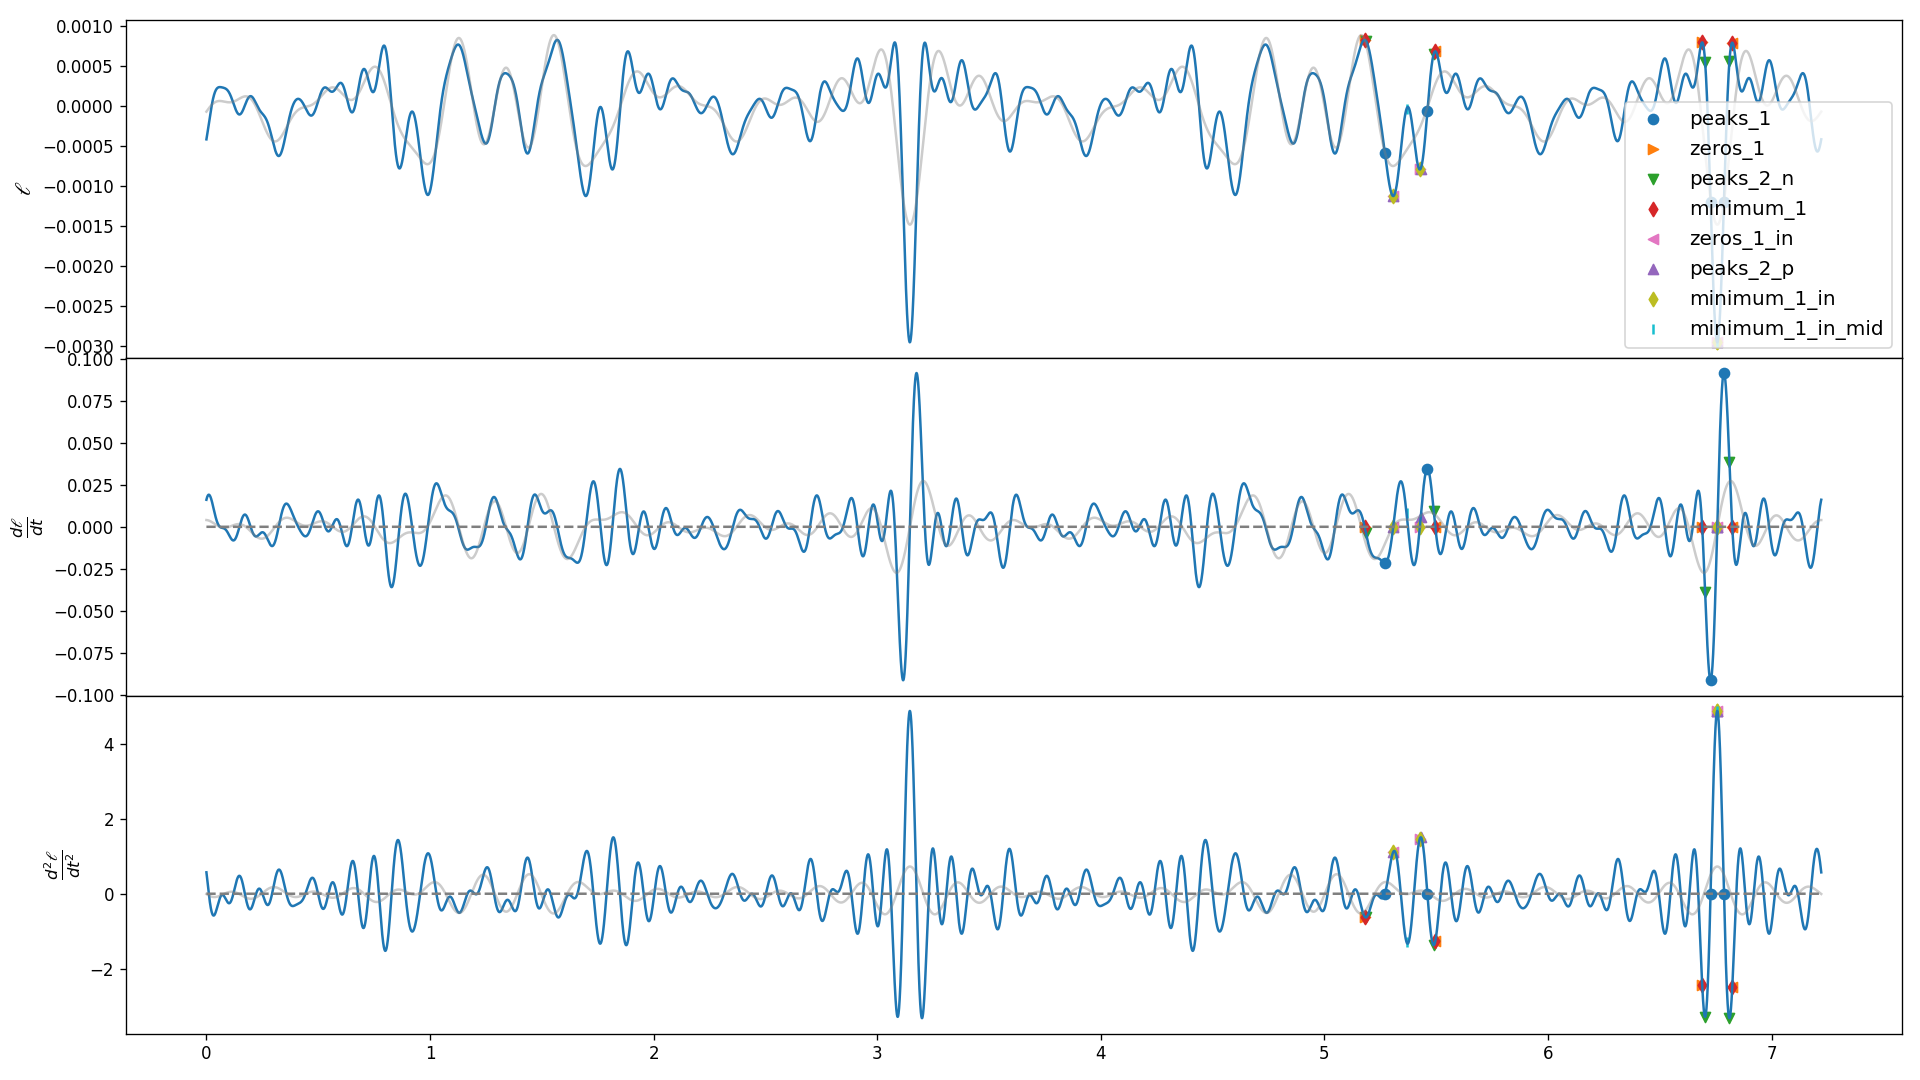 0.0010
0.0005
0.0000
−0.0005
−0.0010
−0.0015
−0.0020
−0.0025
−0.0030
ℓ
peaks_1
zeros_1
peaks_2_n
minimum_1
zeros_1_in
peaks_2_p
minimum_1_in
minimum_1_in_mid
0.100
0.075
0.050
0.025
0.000
−0.025
−0.050
−0.075
−0.100
dℓ
dt
4
2
0
−2
d²ℓ
dt²
0 1 2 3 4 5 6 7